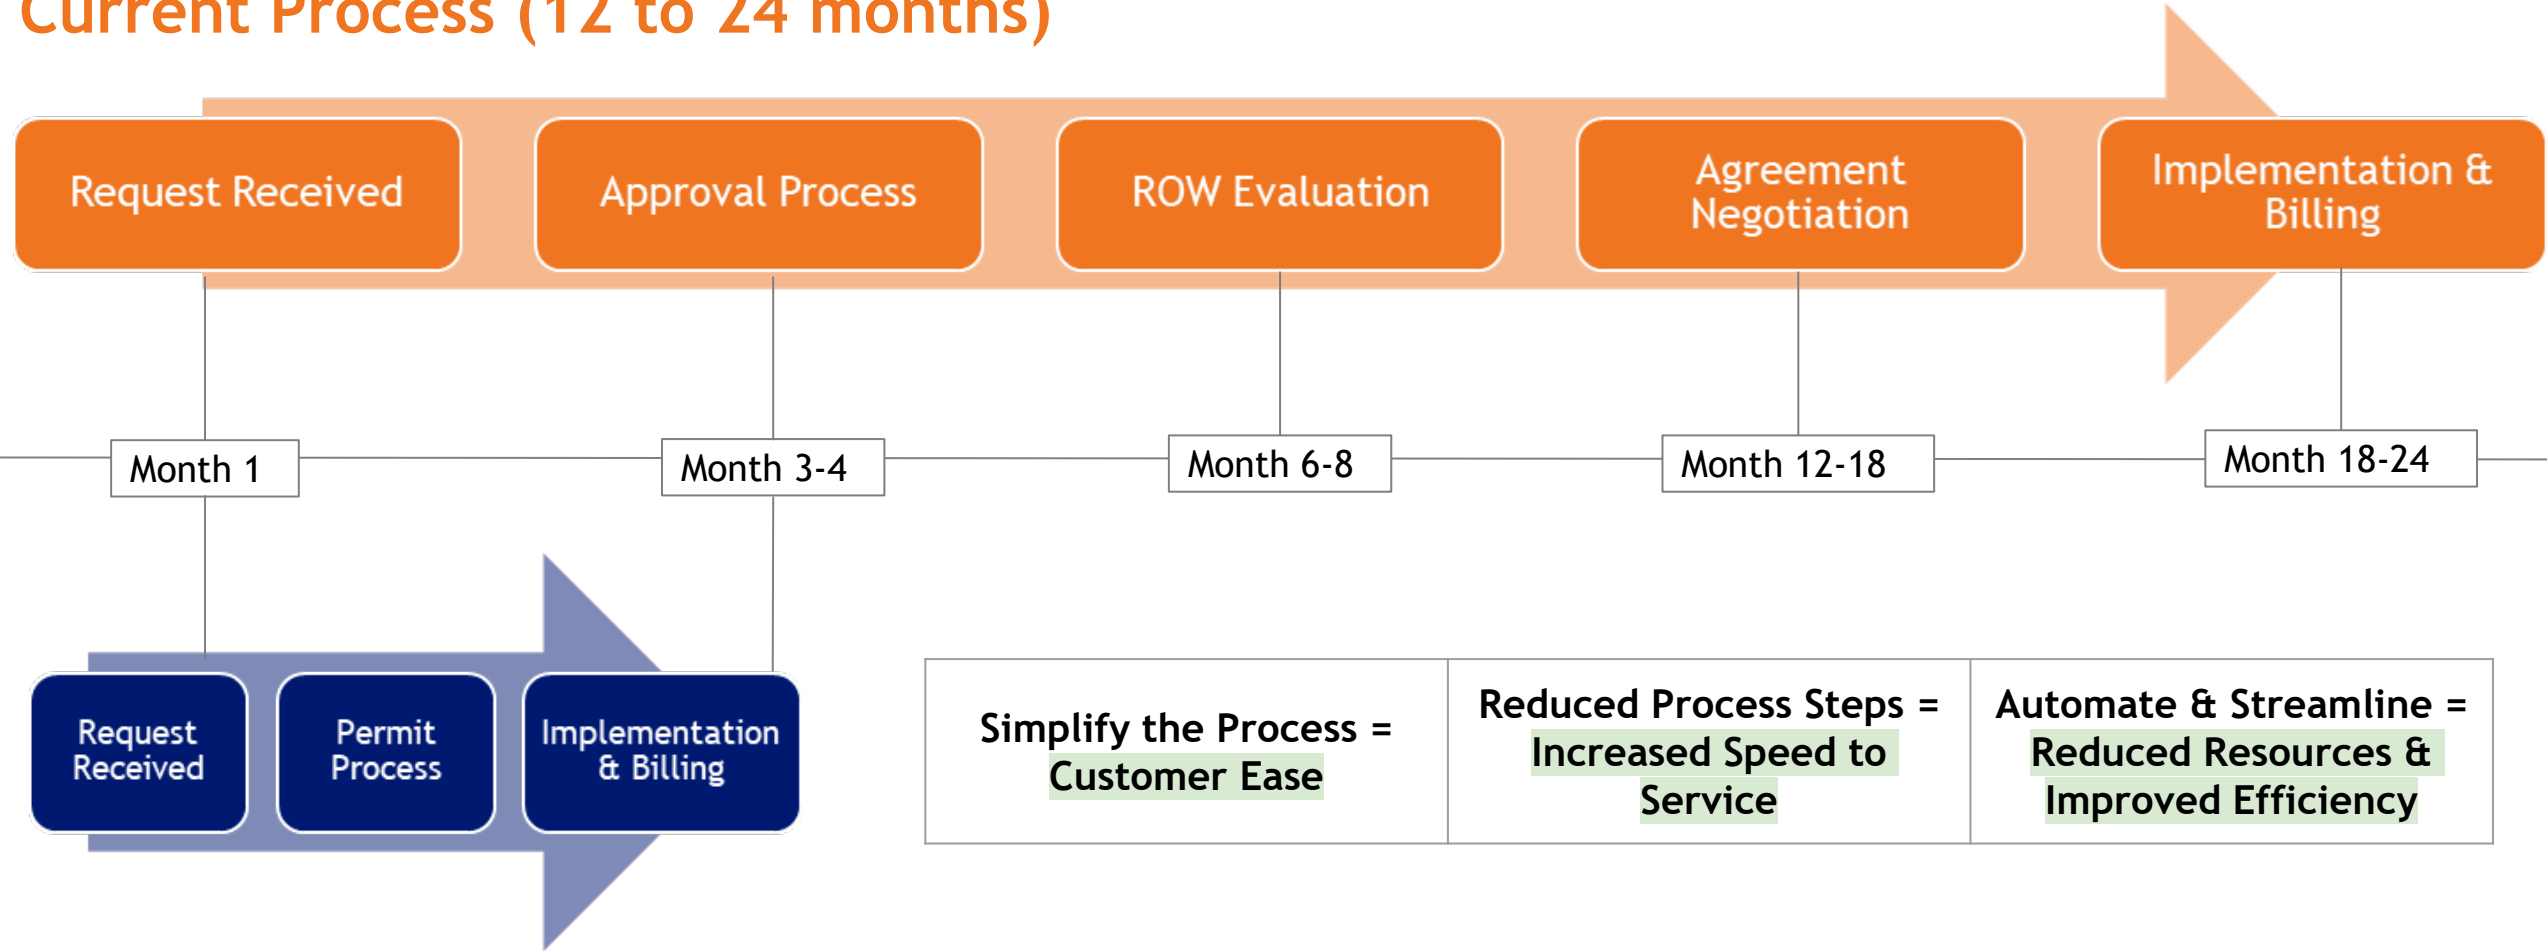 Current Process (12 to 24 months)
Request Received
Approval Process
ROW Evaluation
Agreement
Negotiation
Implementation &
Billing
Month 1
Month 3-4
Month 6-8
Month 12-18
Month 18-24
Request
Received
Permit
Process
Implementation
& Billing
Simplify the Process =
Customer Ease
Reduced Process Steps =
Increased Speed to
Service
Automate & Streamline =
Reduced Resources &
Improved Efficiency